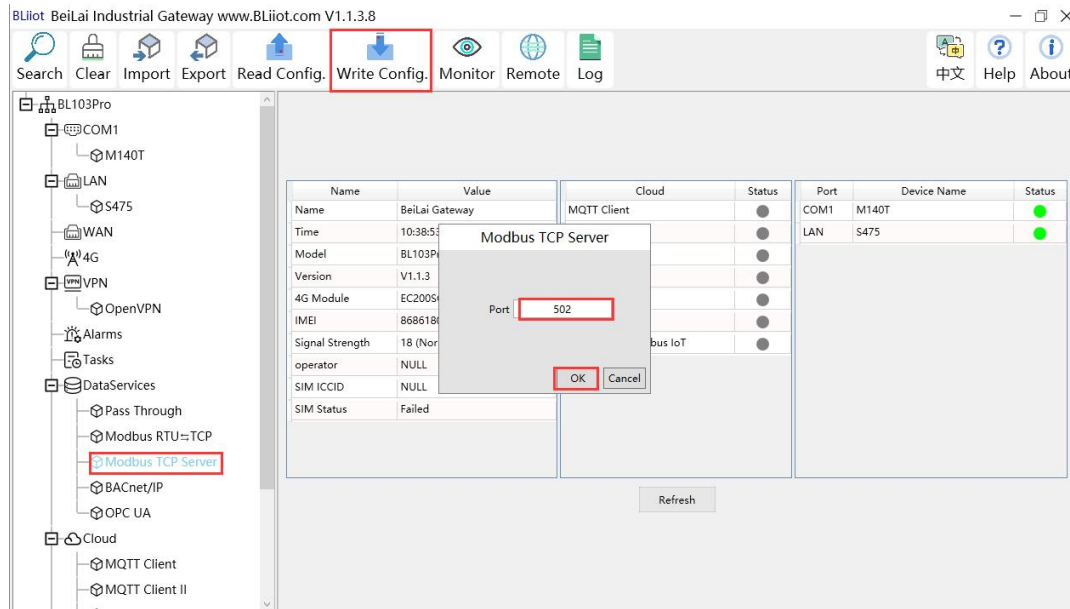 BLiiot BeiLai Industrial Gateway www.BLiiot.com V1.1.3.8
Search Clear Import Export Read Config. Write Config. Monitor Remote Log 中文 Help About
BL103Pro
COM1
M140T
LAN
S475
WAN
4G
VPN
OpenVPN
Alarms
Tasks
DataServices
Pass Through
Modbus RTU⇋TCP
Modbus TCP Server
BACnet/IP
OPC UA
Cloud
MQTT Client
MQTT Client II
Name Value
Name BeiLai Gateway
Time 10:38:53
Model BL103Pr
Version V1.1.3
4G Module EC200S
IMEI 868618
Signal Strength 18 (Nor
operator NULL
SIM ICCID NULL
SIM Status Failed
Cloud Status
MQTT Client
bus IoT
Modbus TCP Server
Port 502
OK Cancel
Port Device Name Status
COM1 M140T
LAN S475
Refresh